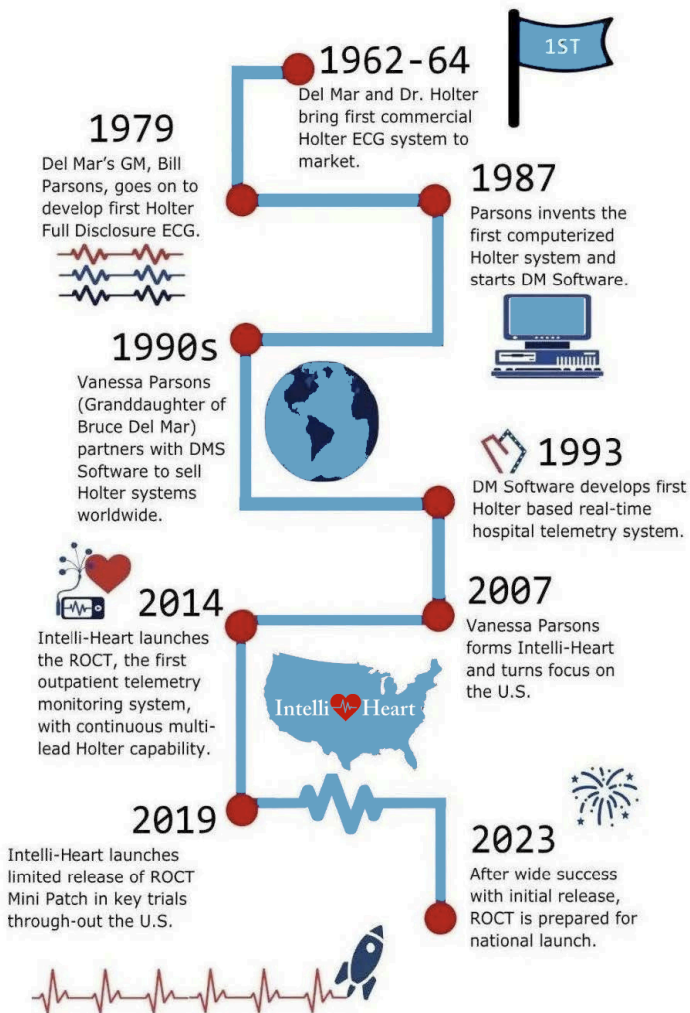 1ST
1962-64
Del Mar and Dr. Holter
bring first commercial
Holter ECG system to
market.
1979
Del Mar's GM, Bill
Parsons, goes on to
develop first Holter
Full Disclosure ECG.
1987
Parsons invents the
first computerized
Holter system and
starts DM Software.
1990s
Vanessa Parsons
(Granddaughter of
Bruce Del Mar)
partners with DMS
Software to sell
Holter systems
worldwide.
1993
DM Software develops first
Holter based real-time
hospital telemetry system.
2007
Vanessa Parsons
forms Intelli-Heart
and turns focus on
the U.S.
2014
Intelli-Heart launches
the ROCT, the first
outpatient telemetry
monitoring system,
with continuous multi-
lead Holter capability.
Intelli Heart
2019
Intelli-Heart launches
limited release of ROCT
Mini Patch in key trials
through-out the U.S.
2023
After wide success
with initial release,
ROCT is prepared for
national launch.